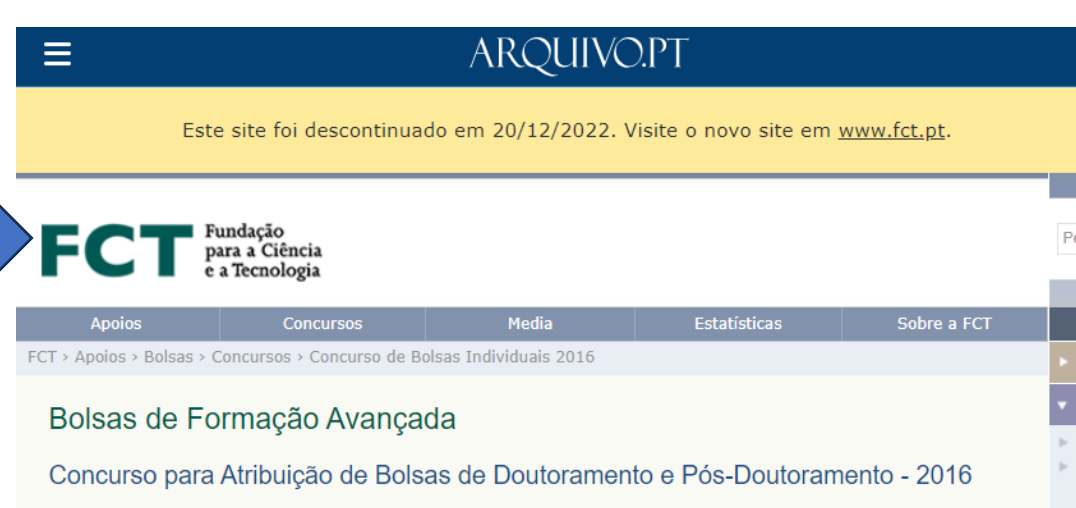 ARQUIVO.PT
Este site foi descontinuado em 20/12/2022. Visite o novo site em www.fct.pt.
FCT
Fundação
para a Ciência
e a Tecnologia
Apoios Concursos Media Estatísticas Sobre a FCT
FCT › Apoios › Bolsas › Concursos › Concurso de Bolsas Individuais 2016
Bolsas de Formação Avançada
Concurso para Atribuição de Bolsas de Doutoramento e Pós-Doutoramento - 2016